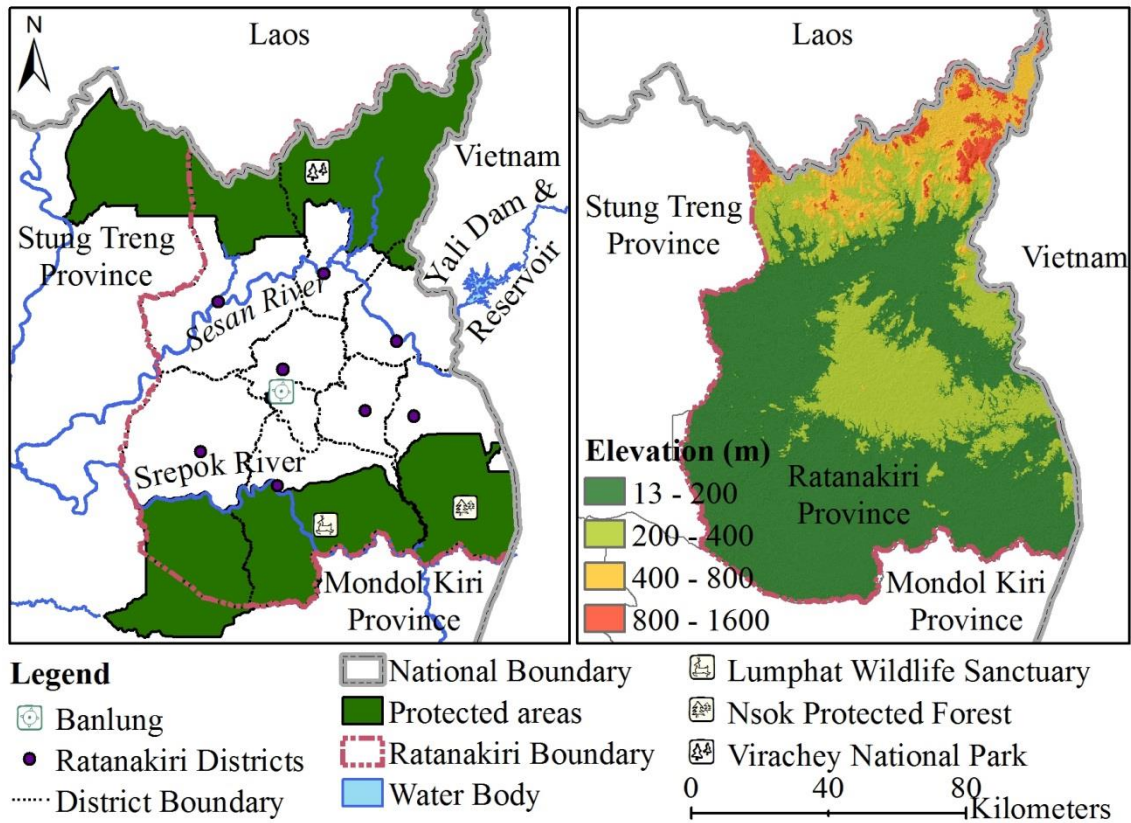 N
Laos
Vietnam
Yali Dam &
Reservoir
Stung Treng
Province
Sesan River
Srepok River
Mondol Kiri
Province
Laos
Stung Treng
Province
Vietnam
Elevation (m)
13 - 200
200 - 400
400 - 800
800 - 1600
Ratanakiri
Province
Mondol Kiri
Province
Legend
Banlung
Ratanakiri Districts
District Boundary
National Boundary
Protected areas
Ratanakiri Boundary
Water Body
Lumphat Wildlife Sanctuary
Nsok Protected Forest
Virachey National Park
0 40 80
Kilometers